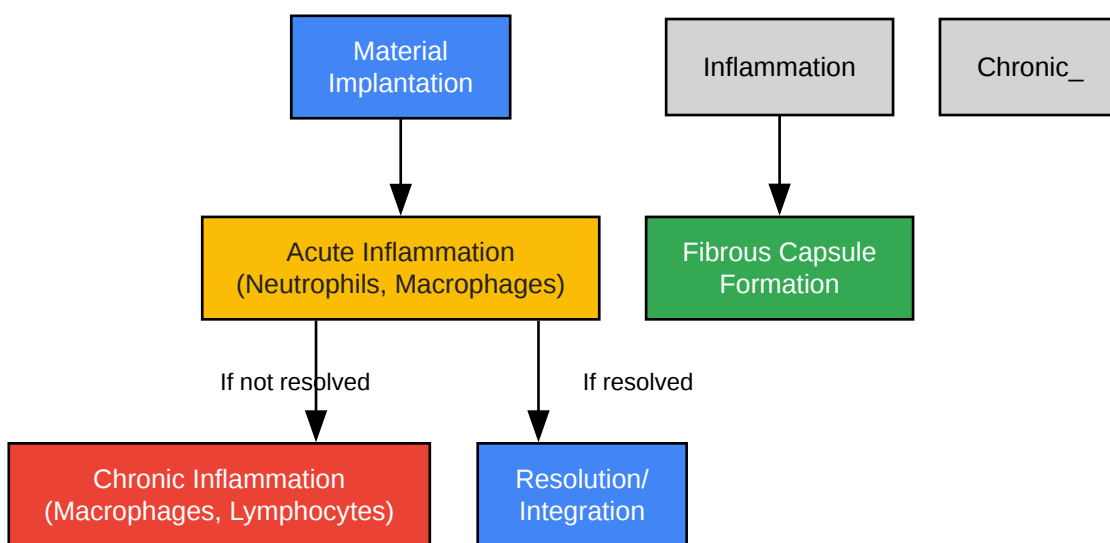 Material
Implantation
Inflammation
Chronic_
Acute Inflammation
(Neutrophils, Macrophages)
Fibrous Capsule
Formation
If not resolved
If resolved
Chronic Inflammation
(Macrophages, Lymphocytes)
Resolution/
Integration